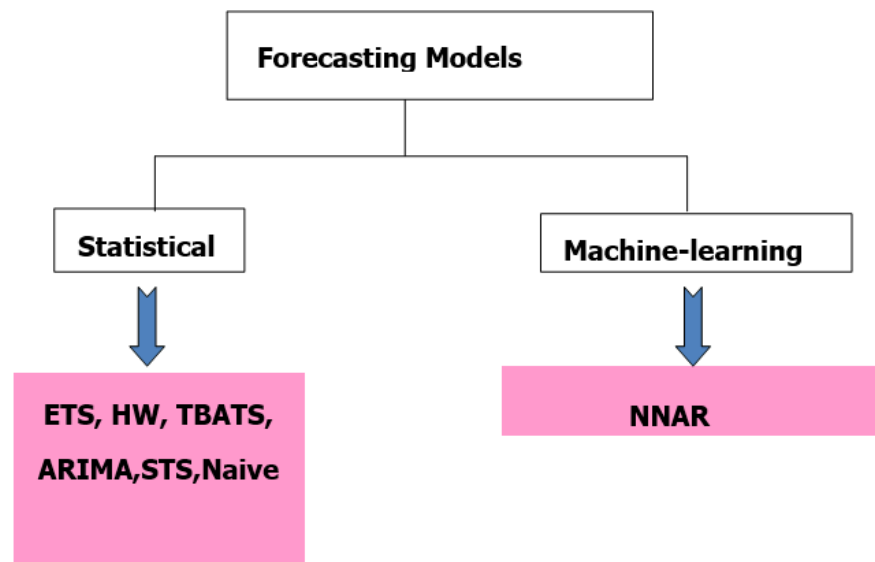 Forecasting Models
Statistical
Machine-learning
ETS, HW, TBATS,
ARIMA,STS,Naive
NNAR